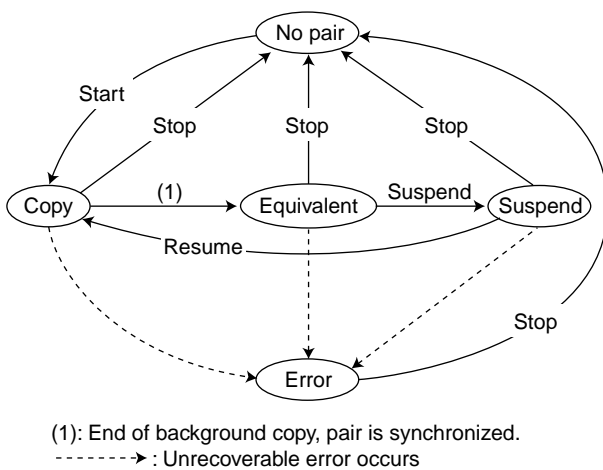 No pair
Start
Stop
Stop
Stop
Copy
(1)
Equivalent
Suspend
Suspend
Resume
Stop
Error
(1): End of background copy, pair is synchronized.
: Unrecoverable error occurs